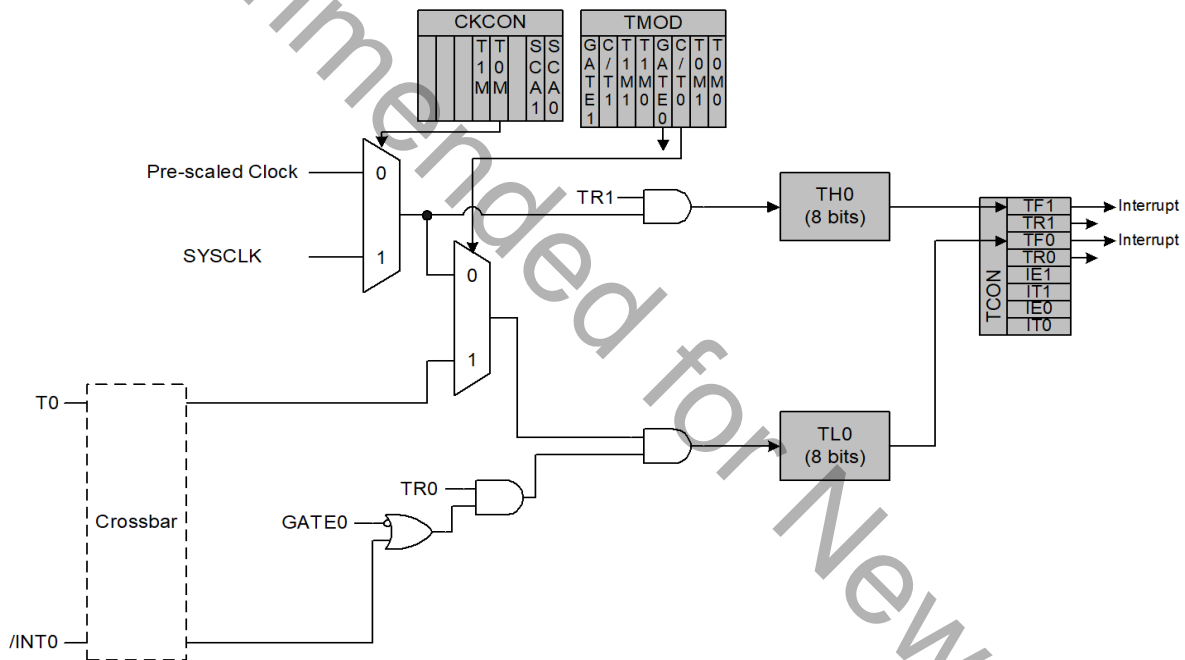 CKCON
T1M
T0M
SCA1
SCA0
TMOD
GATE1
C/T1
T1M1
T1M0
GATE0
C/T0
T0M1
T0M0
Pre-scaled Clock
0
SYSCLK
1
TR1
TH0
(8 bits)
TCON
TF1
TR1
TF0
TR0
IE1
IT1
IE0
IT0
Interrupt
Interrupt
0
1
T0
Crossbar
TL0
(8 bits)
TR0
GATE0
/INT0
mmended for New